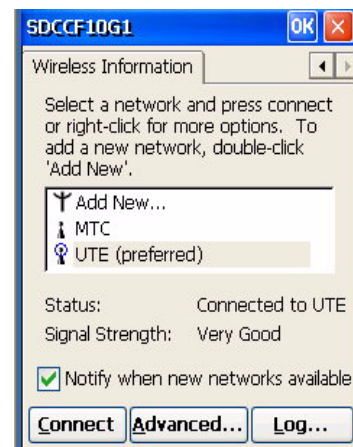 SDCCF10G1 OK
Wireless Information
Select a network and press connect
or right-click for more options. To
add a new network, double-click
'Add New'.
Add New...
MTC
UTE (preferred)
Status: Connected to UTE
Signal Strength: Very Good
Notify when new networks available
Connect Advanced... Log...